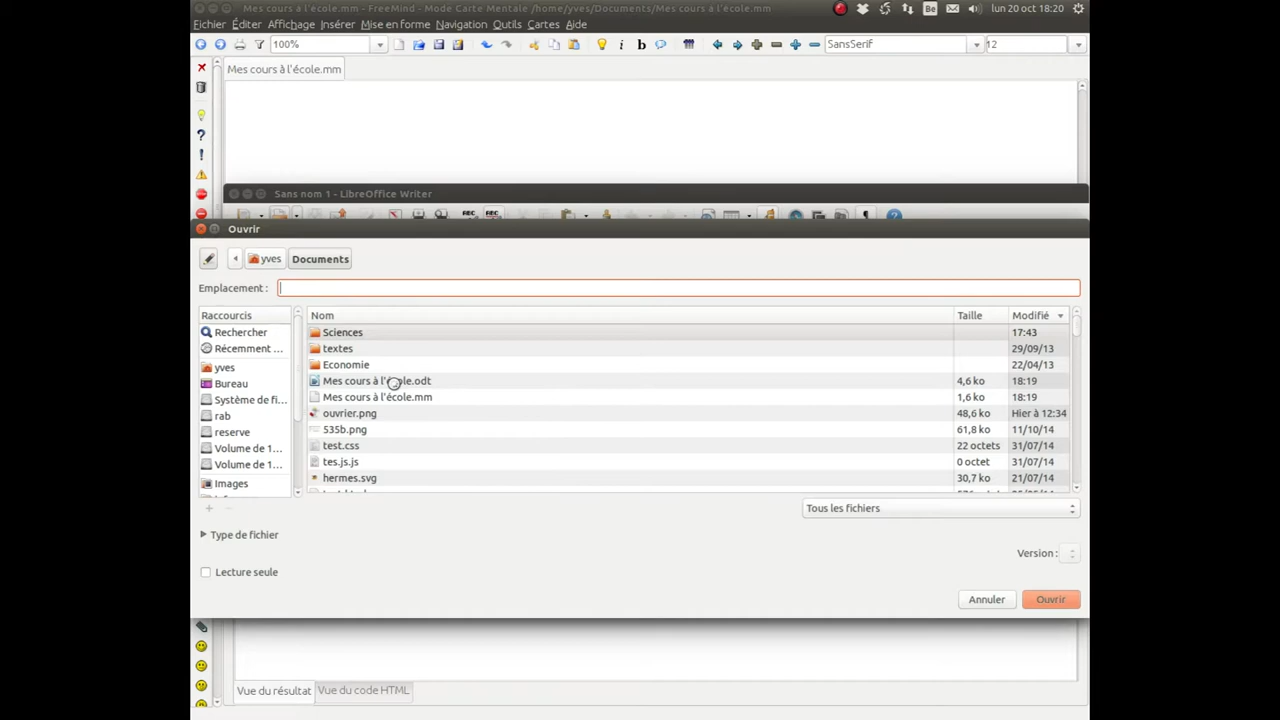 Mes cours à l'école.mm - FreeMind - Mode Carte Mentale /home/yves/Documents/Mes cours à l'école.mm
Be lun 20 oct 18:20
Fichier Éditer Affichage Insérer Mise en forme Navigation Outils Cartes Aide
100% i b SansSerif 12
Mes cours à l'école.mm
Sans nom 1 - LibreOffice Writer
ABC ABC
Ouvrir
yves Documents
Emplacement :
Raccourcis Nom Taille Modifié
Rechercher Sciences 17:43
Récemment ... textes 29/09/13
yves Economie 22/04/13
Bureau Mes cours à l'école.odt 4,6 ko 18:19
Système de fi... Mes cours à l'école.mm 1,6 ko 18:19
rab ouvrier.png 48,6 ko Hier à 12:34
reserve 535b.png 61,8 ko 11/10/14
Volume de 1... test.css 22 octets 31/07/14
Volume de 1... tes.js.js 0 octet 31/07/14
Images hermes.svg 30,7 ko 21/07/14
Tous les fichiers
Type de fichier
Version :
Lecture seule
Annuler Ouvrir
Vue du résultat Vue du code HTML